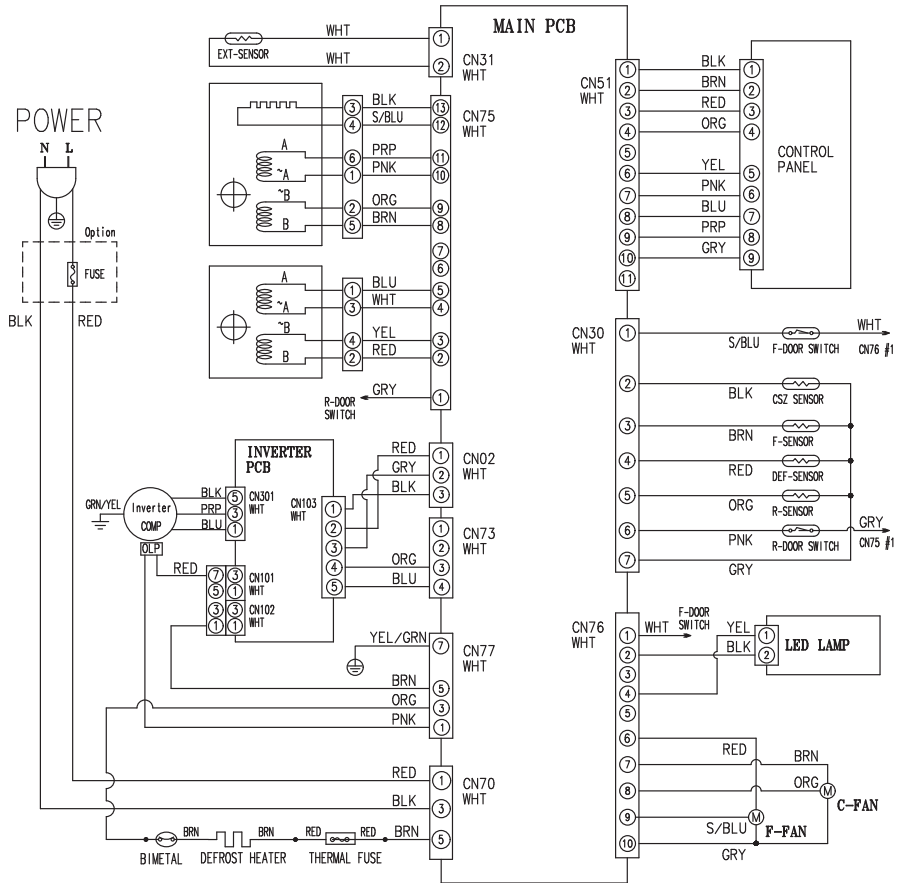 MAIN PCB
WHT
EXT-SENSOR
WHT
1
2
CN31
WHT
POWER
N L
Option
FUSE
BLK
RED
3 BLK 13
4 S/BLU 12
CN75
WHT
A
6 PRP 11
~A
1 PNK 10
~B
2 ORG 9
B
5 BRN 8
7
6
A
1 BLU 5
~A
3 WHT 4
~B
4 YEL 3
B
2 RED 2
GRY 1
R-DOOR
SWITCH
INVERTER
PCB
RED 1
GRY 2
BLK 3
CN02
WHT
GRN/YEL
Inverter
COMP
OLP
BLK 5
PRP 3
BLU 1
CN301
WHT
CN103
WHT
1
2
3
4
5
1
2
ORG 3
BLU 4
CN73
WHT
RED
7 3
5 1
CN101
WHT
3 3
1 1
CN102
WHT
YEL/GRN 7
BRN 5
ORG 3
PNK 1
CN77
WHT
RED 1
BLK 3
BRN 5
CN70
WHT
BRN BRN RED RED
BIMETAL DEFROST HEATER THERMAL FUSE
CN51
WHT
1 BLK 1
2 BRN 2
3 RED 3
4 ORG 4
5
6 YEL 5
7 PNK 6
8 BLU 7
9 PRP 8
10 GRY 9
11
CONTROL
PANEL
CN30
WHT
1 S/BLU F-DOOR SWITCH WHT
CN76 #1
2 BLK CSZ SENSOR
3 BRN F-SENSOR
4 RED DEF-SENSOR
5 ORG R-SENSOR
6 PNK R-DOOR SWITCH GRY
CN75 #1
7 GRY
CN76
WHT
1 WHT
F-DOOR
SWITCH
2
3
4
5
6
7
8
9
10
YEL 1
BLK 2
LED LAMP
RED
BRN
ORG
M
C-FAN
S/BLU
M
F-FAN
GRY